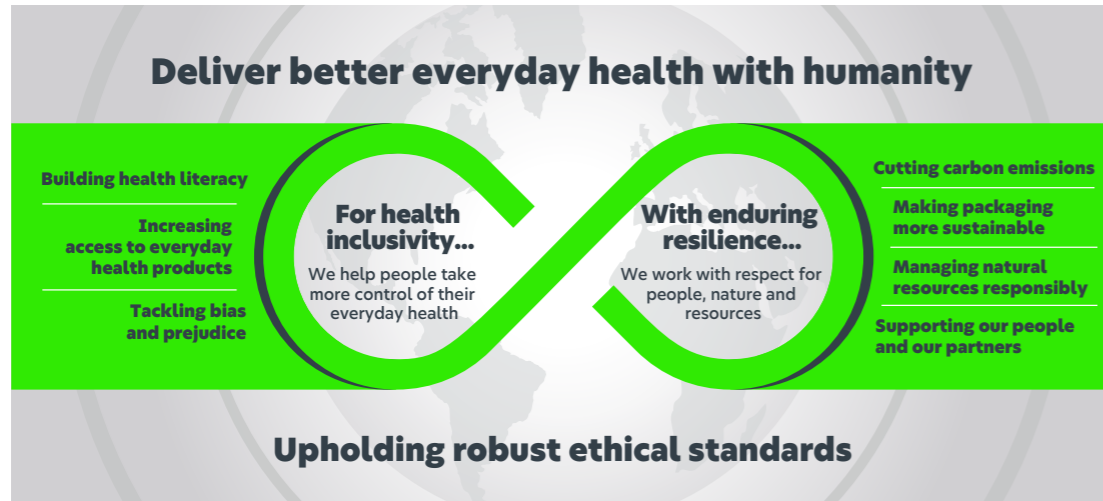 Deliver better everyday health with humanity
Building health literacy
Increasing
access to everyday
health products
Tackling bias
and prejudice
For health
inclusivity...
We help people take
more control of their
everyday health
With enduring
resilience...
We work with respect for
people, nature and
resources
Cutting carbon emissions
Making packaging
more sustainable
Managing natural
resources responsibly
Supporting our people
and our partners
Upholding robust ethical standards